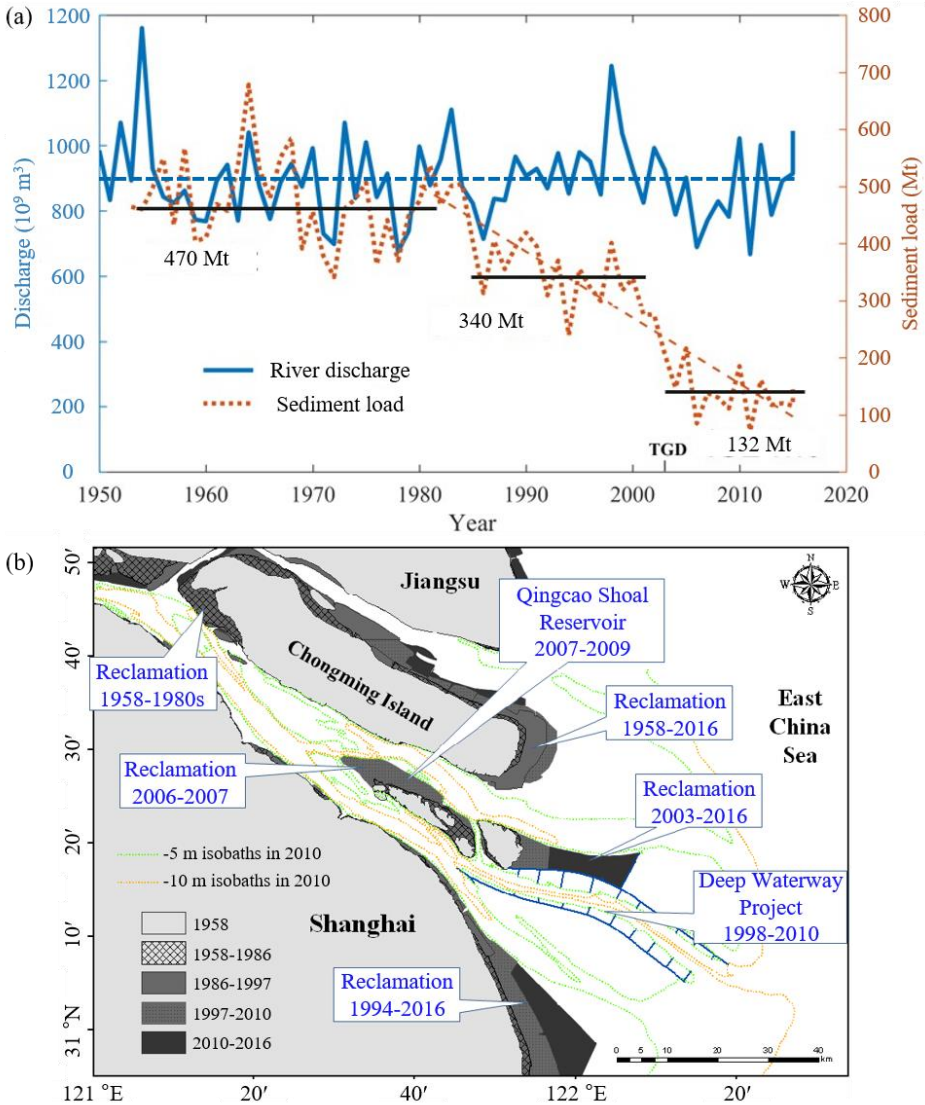 (a)
1200
1000
800
600
400
200
0
Discharge (10⁹ m³)
800
700
600
500
400
300
200
100
0
Sediment load (Mt)
470 Mt
340 Mt
132 Mt
River discharge
Sediment load
TGD
1950
1960
1970
1980
1990
2000
2010
2020
Year
(b)
50′
40′
30′
20′
10′
31 °N
Jiangsu
N
W
E
S
Qingcao Shoal
Reservoir
2007-2009
Chongming Island
Reclamation
1958-1980s
Reclamation
1958-2016
East
China
Sea
Reclamation
2006-2007
Reclamation
2003-2016
-5 m isobaths in 2010
-10 m isobaths in 2010
Deep Waterway
Project
1998-2010
Shanghai
1958
1958-1986
1986-1997
1997-2010
2010-2016
Reclamation
1994-2016
0
5
10
20
30
40
km
121 °E
20′
40′
122 °E
20′